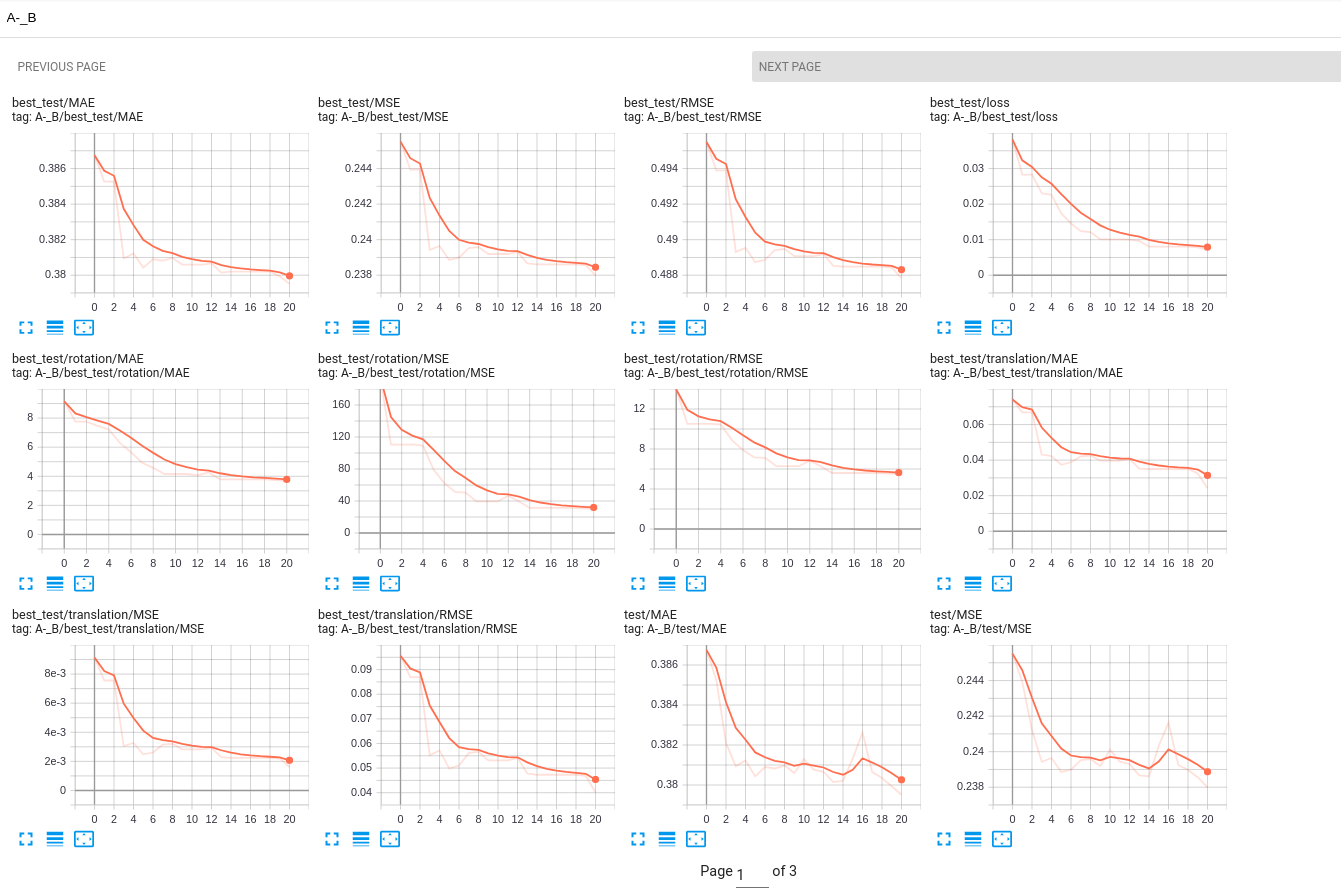 A-_B
PREVIOUS PAGE
NEXT PAGE
best_test/MAE
tag: A-_B/best_test/MAE
0.386
0.384
0.382
0.38
0 2 4 6 8 10 12 14 16 18 20
best_test/MSE
tag: A-_B/best_test/MSE
0.244
0.242
0.24
0.238
0 2 4 6 8 10 12 14 16 18 20
best_test/RMSE
tag: A-_B/best_test/RMSE
0.494
0.492
0.49
0.488
0 2 4 6 8 10 12 14 16 18 20
best_test/loss
tag: A-_B/best_test/loss
0.03
0.02
0.01
0
0 2 4 6 8 10 12 14 16 18 20
best_test/rotation/MAE
tag: A-_B/best_test/rotation/MAE
8
6
4
2
0
0 2 4 6 8 10 12 14 16 18 20
best_test/rotation/MSE
tag: A-_B/best_test/rotation/MSE
160
120
80
40
0
0 2 4 6 8 10 12 14 16 18 20
best_test/rotation/RMSE
tag: A-_B/best_test/rotation/RMSE
12
8
4
0
0 2 4 6 8 10 12 14 16 18 20
best_test/translation/MAE
tag: A-_B/best_test/translation/MAE
0.06
0.04
0.02
0
0 2 4 6 8 10 12 14 16 18 20
best_test/translation/MSE
tag: A-_B/best_test/translation/MSE
8e-3
6e-3
4e-3
2e-3
0
0 2 4 6 8 10 12 14 16 18 20
best_test/translation/RMSE
tag: A-_B/best_test/translation/RMSE
0.09
0.08
0.07
0.06
0.05
0.04
0 2 4 6 8 10 12 14 16 18 20
test/MAE
tag: A-_B/test/MAE
0.386
0.384
0.382
0.38
0 2 4 6 8 10 12 14 16 18 20
test/MSE
tag: A-_B/test/MSE
0.244
0.242
0.24
0.238
0 2 4 6 8 10 12 14 16 18 20
Page 1 of 3